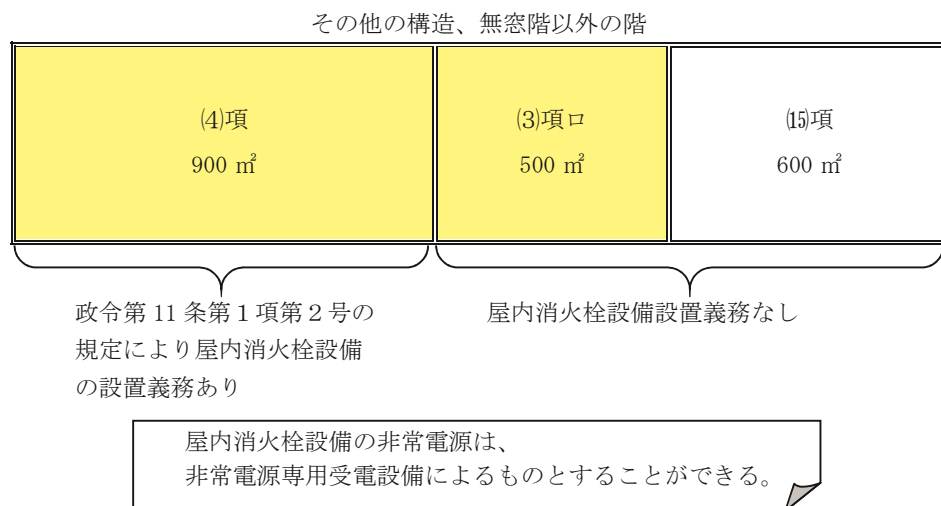 その他の構造、無窓階以外の階
⑷項
900 ㎡
⑶項ロ
500 ㎡
⒂項
600 ㎡
政令第 11 条第1項第2号の
規定により屋内消火栓設備
の設置義務あり
屋内消火栓設備設置義務なし
屋内消火栓設備の非常電源は、
非常電源専用受電設備によるものとすることができる。